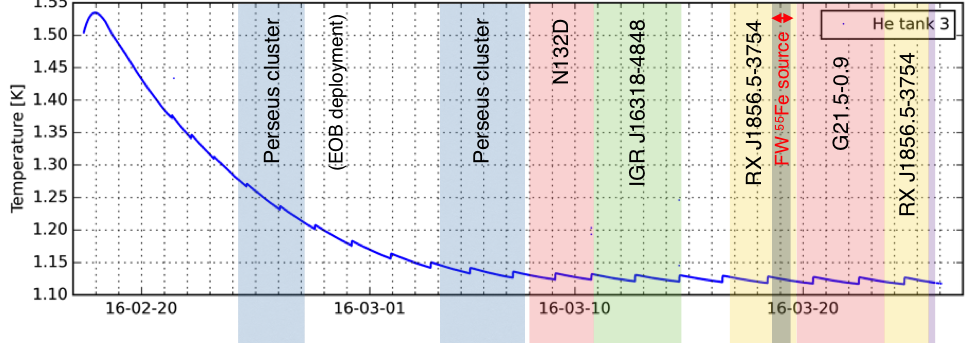 1.55
1.50
1.45
1.40
1.35
1.30
1.25
1.20
1.15
1.10
Temperature [K]
Perseus cluster
(EOB deployment)
Perseus cluster
N132D
IGR J16318-4848
RX J1856.5-3754
FW ⁵⁵Fe source
G21.5-0.9
RX J1856.5-3754
He tank 3
16-02-20
16-03-01
16-03-10
16-03-20